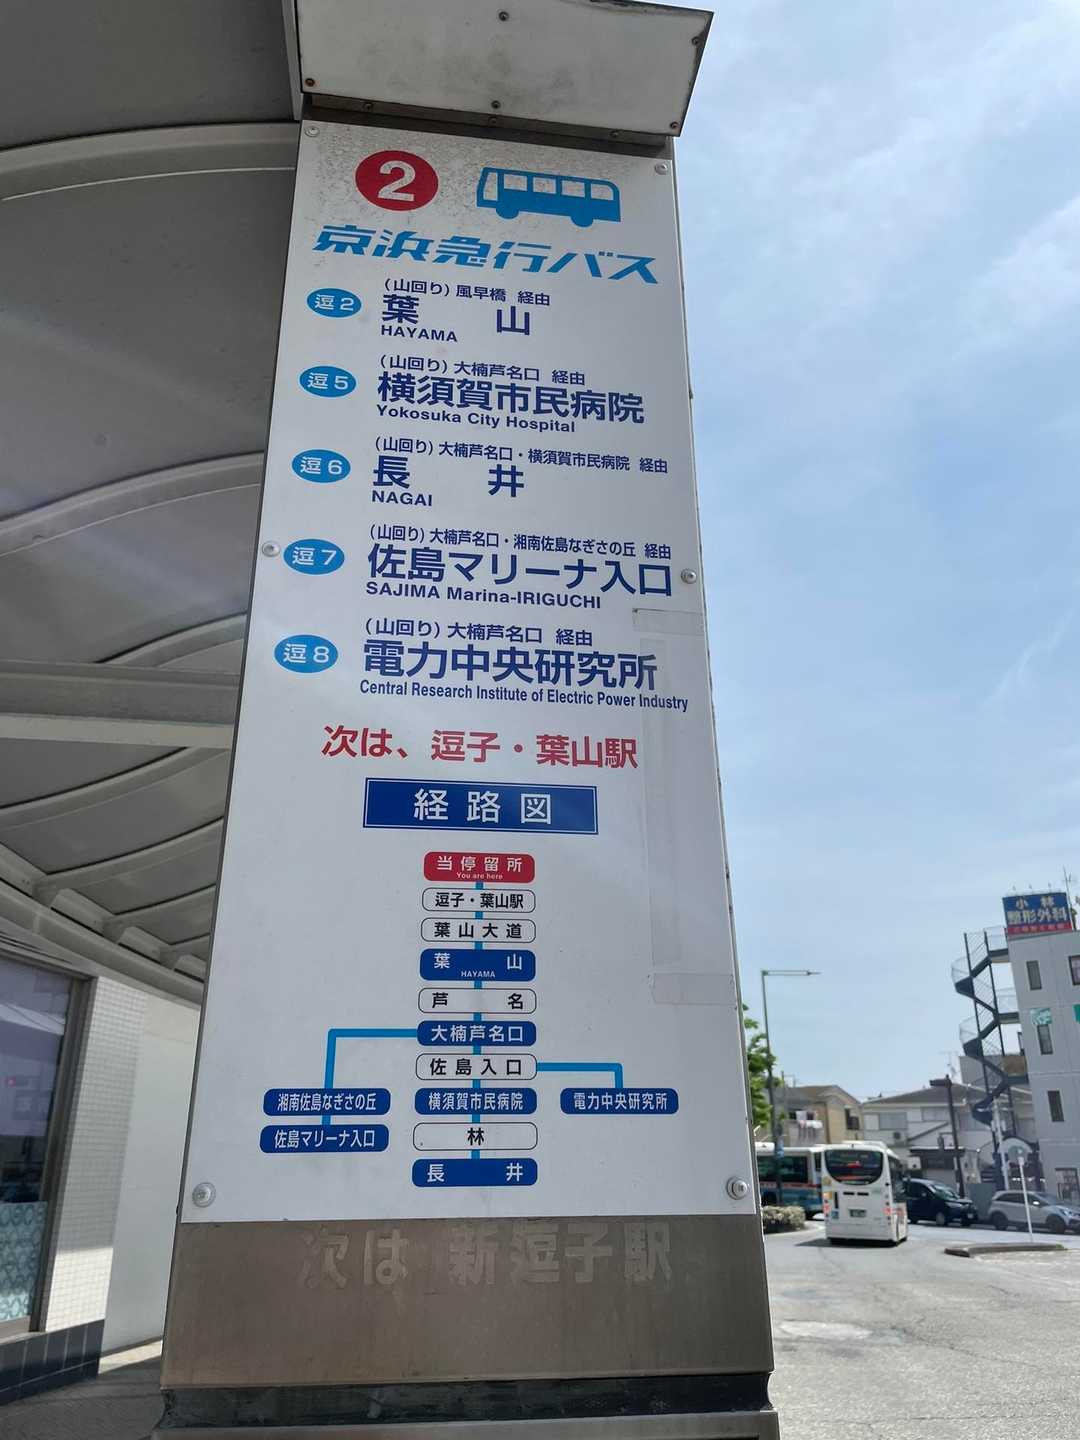 2
京浜急行バス
逗2
(山回り) 風早橋 経由
葉山
HAYAMA
逗5
(山回り) 大楠芦名口 経由
横須賀市民病院
Yokosuka City Hospital
逗6
(山回り) 大楠芦名口・横須賀市民病院 経由
長井
NAGAI
逗7
(山回り) 大楠芦名口・湘南佐島なぎさの丘 経由
佐島マリーナ入口
SAJIMA Marina-IRIGUCHI
逗8
(山回り) 大楠芦名口 経由
電力中央研究所
Central Research Institute of Electric Power Industry
次は、逗子・葉山駅
経路図
当停留所
You are here
逗子・葉山駅
葉山大道
葉山
HAYAMA
芦名
大楠芦名口
佐島入口
湘南佐島なぎさの丘
横須賀市民病院
電力中央研究所
佐島マリーナ入口
林
長井
次は 新逗子駅
小林
整形外科